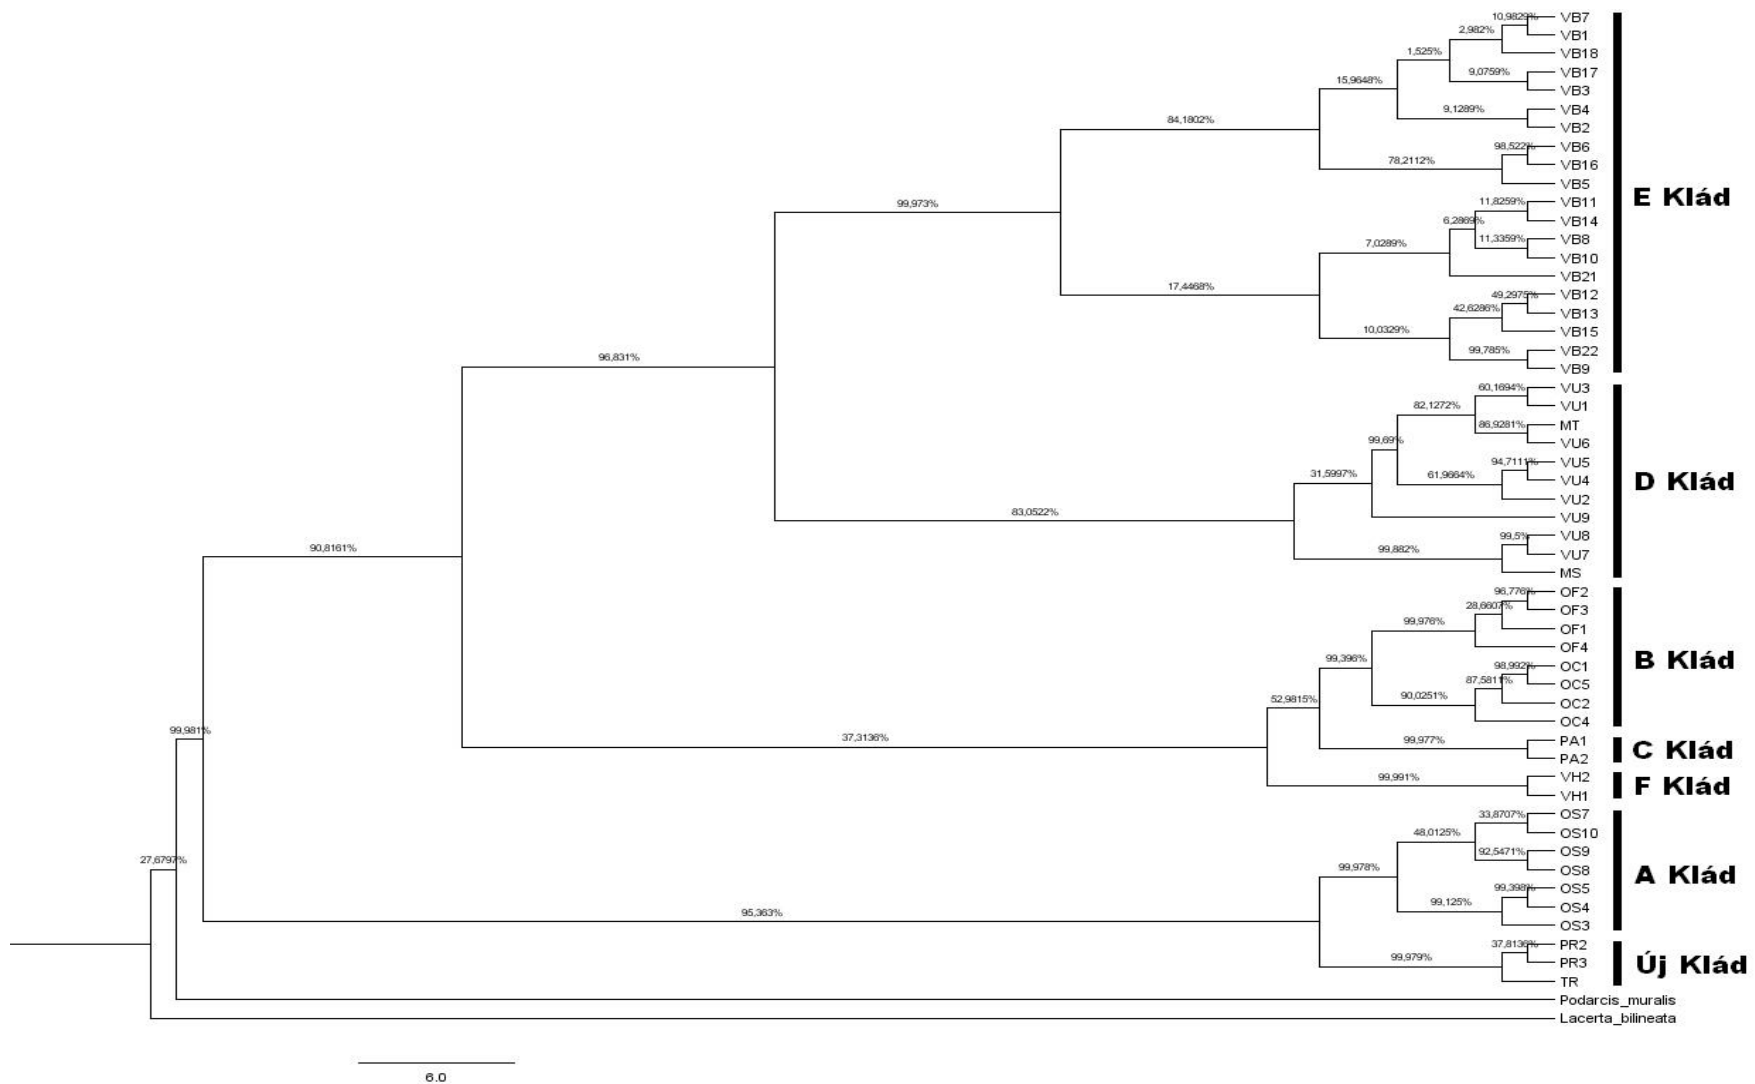 10,9829% VB7
2,982% VB1
1,525% VB18
15,9648% 9,0759% VB17
VB3
9,1289% VB4
84,1802% VB2
98,522% VB6
78,2112% VB16
VB5
E Klád
99,973% 11,8259% VB11
6,2869% VB14
7,0289% 11,3359% VB8
VB10
VB21
17,4468% 49,2975% VB12
42,6286% VB13
10,0329% VB15
96,831% 99,785% VB22
VB9
60,1694% VU3
82,1272% VU1
86,9281% MT
99,69% VU6
94,7111% VU5
31,5997% 61,9664% VU4
D Klád
VU2
83,0522% VU9
99,5% VU8
90,8161% 99,882% VU7
MS
96,776% OF2
28,6607% OF3
99,976% OF1
OF4
99,396% 98,992% OC1
B Klád
87,5811% OC5
52,9815% 90,0251% OC2
OC4
99,981% 37,3136% 99,977% PA1
C Klád
PA2
99,991% VH2
F Klád
VH1
33,8707% OS7
48,0125% OS10
27,6797% 92,5471% OS9
99,978% OS8
A Klád
99,398% OS5
95,363% 99,125% OS4
OS3
37,8136% PR2
99,979% PR3
Új Klád
TR
Podarcis_muralis
Lacerta_bilineata
6.0